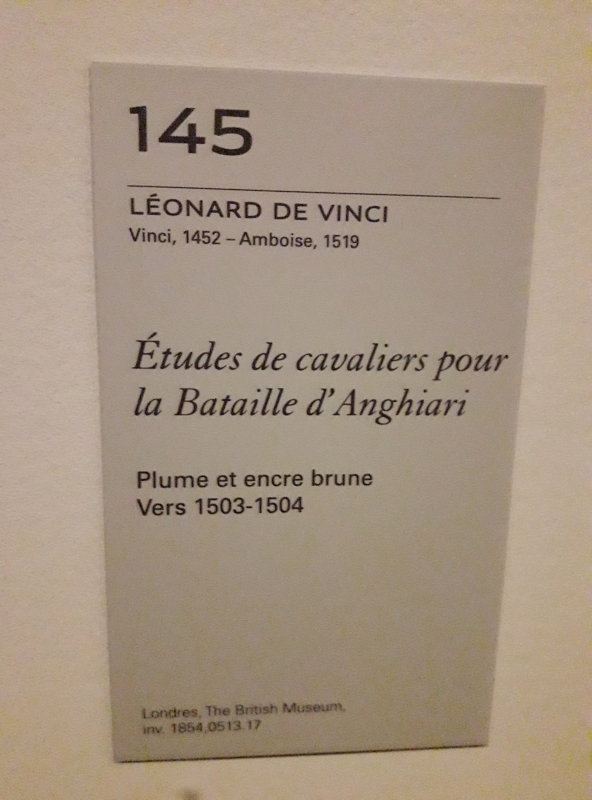 145
LÉONARD DE VINCI
Vinci, 1452 – Amboise, 1519
Études de cavaliers pour
la Bataille d'Anghiari
Plume et encre brune
Vers 1503-1504
Londres, The British Museum,
inv. 1854,0513.17